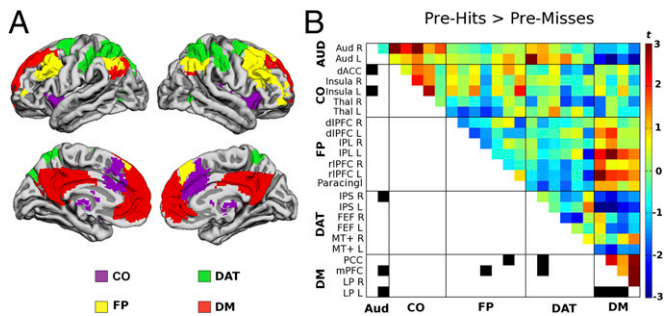 A
B
Pre-Hits > Pre-Misses
t
AUD
Aud R
Aud L
CO
dACC
Insula R
Insula L
Thal R
Thal L
FP
dlPFC R
dlPFC L
IPL R
IPL L
rlPFC R
rlPFC L
Paracingl
DAT
IPS R
IPS L
FEF R
FEF L
MT+ R
MT+ L
DM
PCC
mPFC
LP R
LP L
Aud CO FP DAT DM
3
2
1
0
-1
-2
-3
CO DAT
FP DM